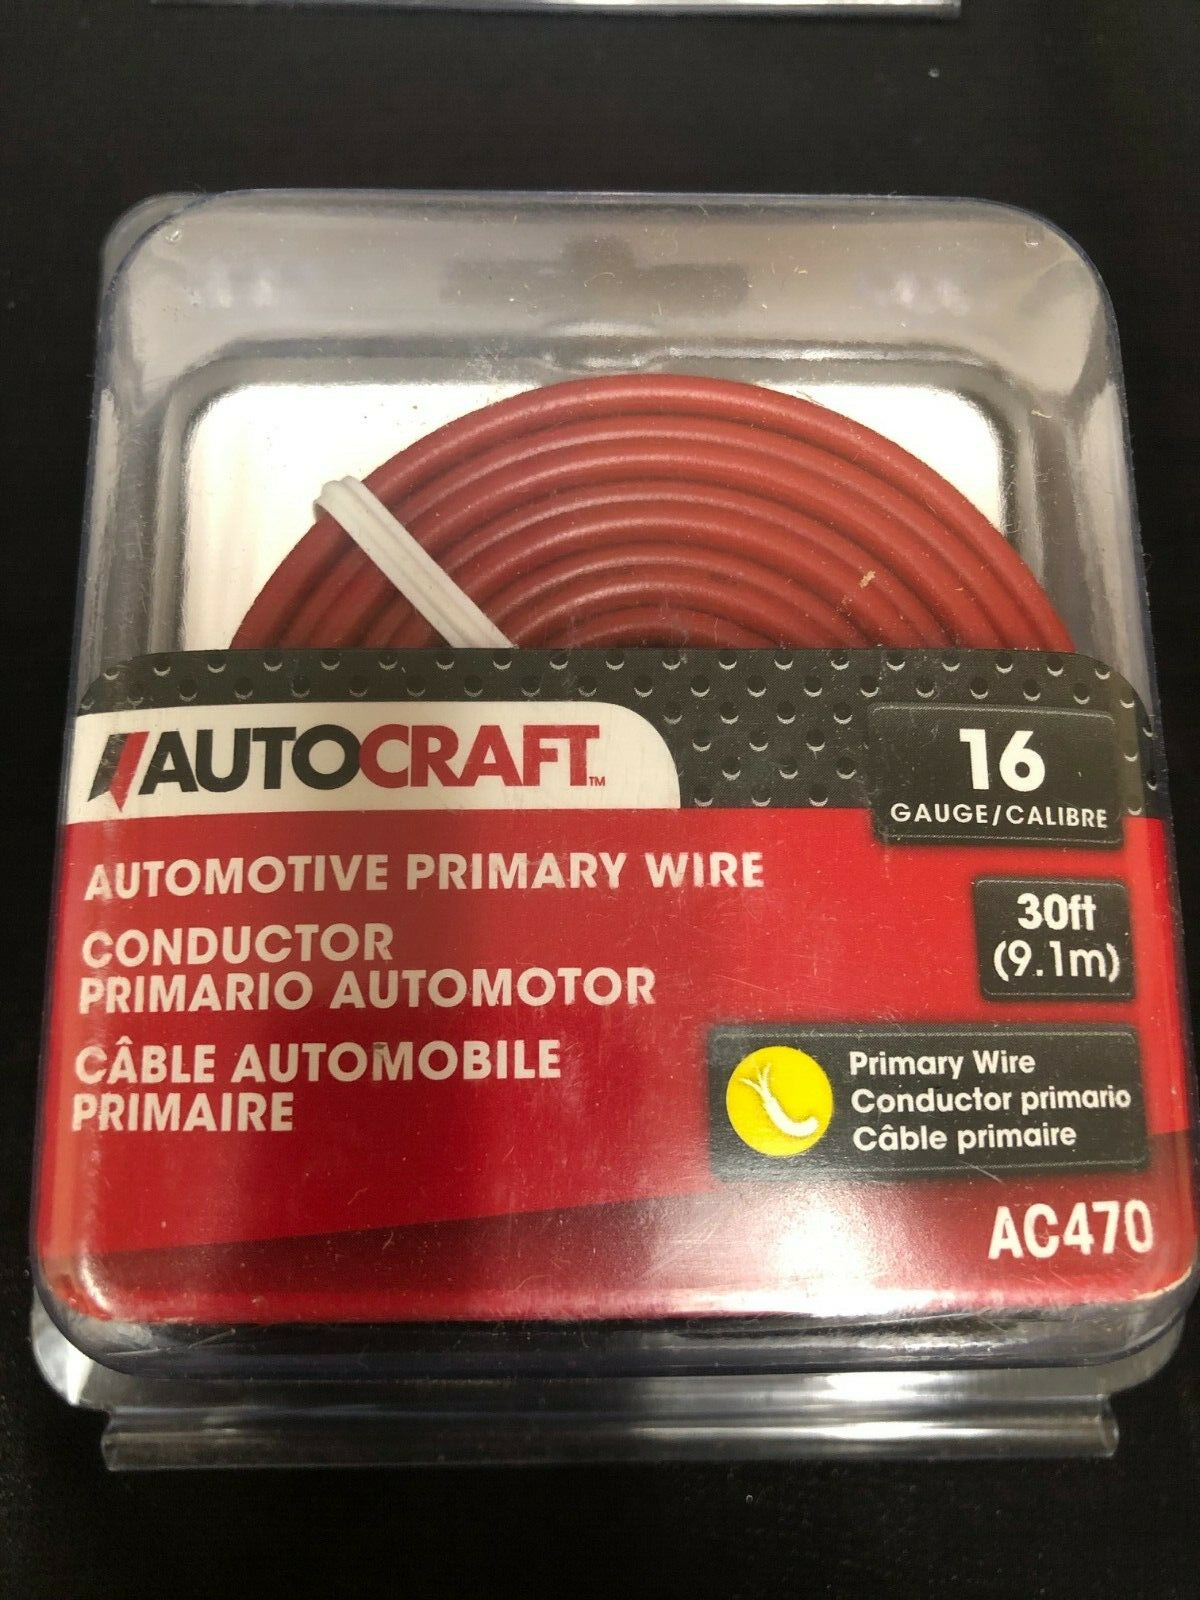 AUTOCRAFT™
16
GAUGE/CALIBRE
AUTOMOTIVE PRIMARY WIRE
30ft
(9.1m)
CONDUCTOR
PRIMARIO AUTOMOTOR
CÂBLE AUTOMOBILE
PRIMAIRE
Primary Wire
Conductor primario
Câble primaire
AC470